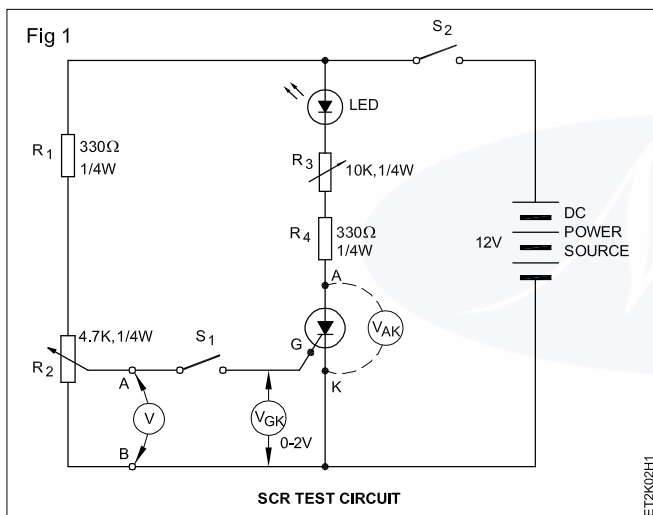 Fig 1
S2
LED
R1
330Ω
1/4W
R3
10K,1/4W
R4
330Ω
1/4W
12V
DC
POWER
SOURCE
A
4.7K,1/4W
S1
G
VAK
R2
A
K
V
VGK
0-2V
B
SCR TEST CIRCUIT
ET2K02H1